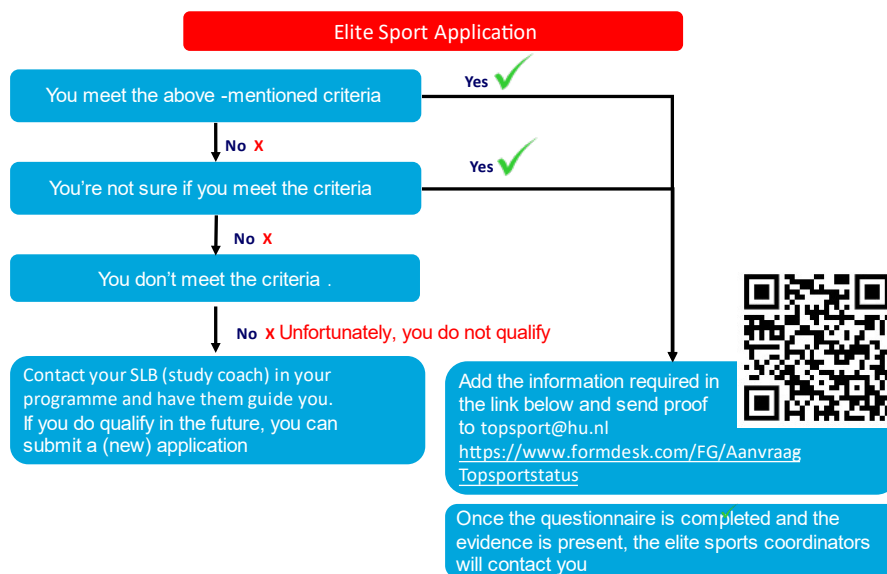 Elite Sport Application
You meet the above -mentioned criteria
Yes
No X
You're not sure if you meet the criteria
Yes
No X
You don't meet the criteria .
No X Unfortunately, you do not qualify
Contact your SLB (study coach) in your
programme and have them guide you.
If you do qualify in the future, you can
submit a (new) application
Add the information required in
the link below and send proof
to topsport@hu.nl
https://www.formdesk.com/FG/Aanvraag
Topsportstatus
Once the questionnaire is completed and the
evidence is present, the elite sports coordinators
will contact you